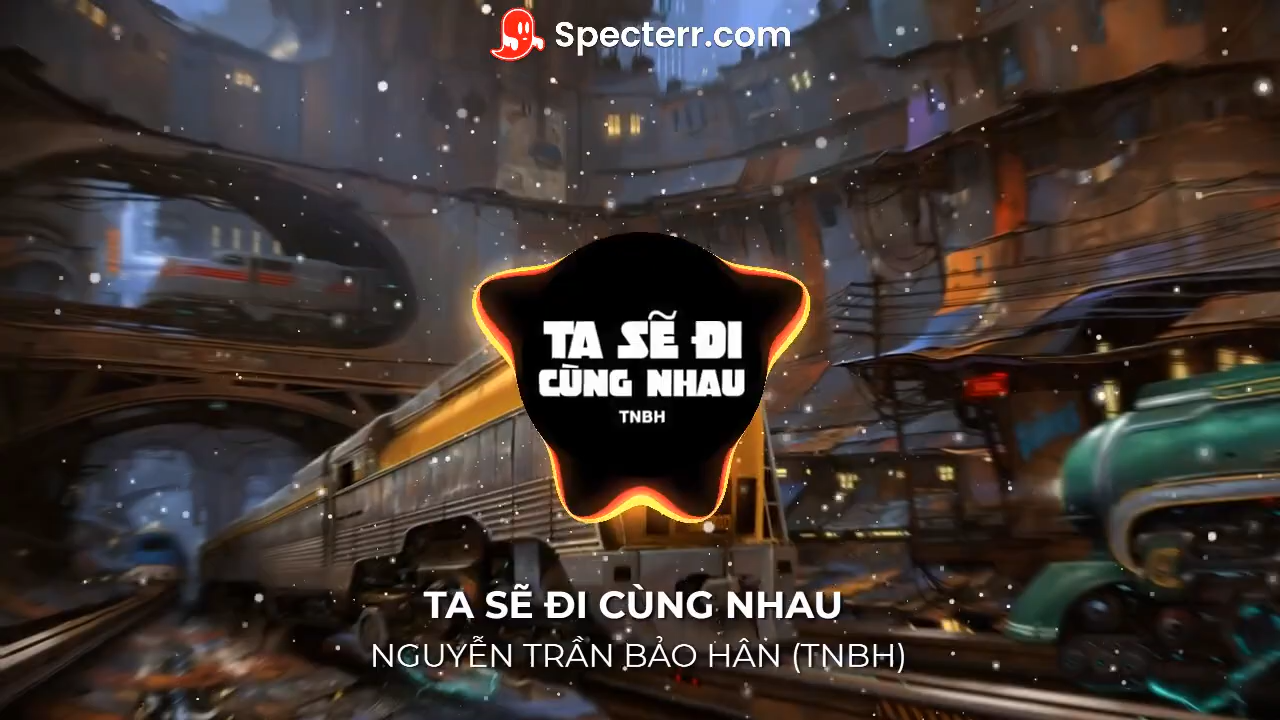 Specterr.com
TA SẼ ĐI
CÙNG NHAU
TNBH
TA SẼ ĐI CÙNG NHAU
NGUYỄN TRẦN BẢO HÂN (TNBH)